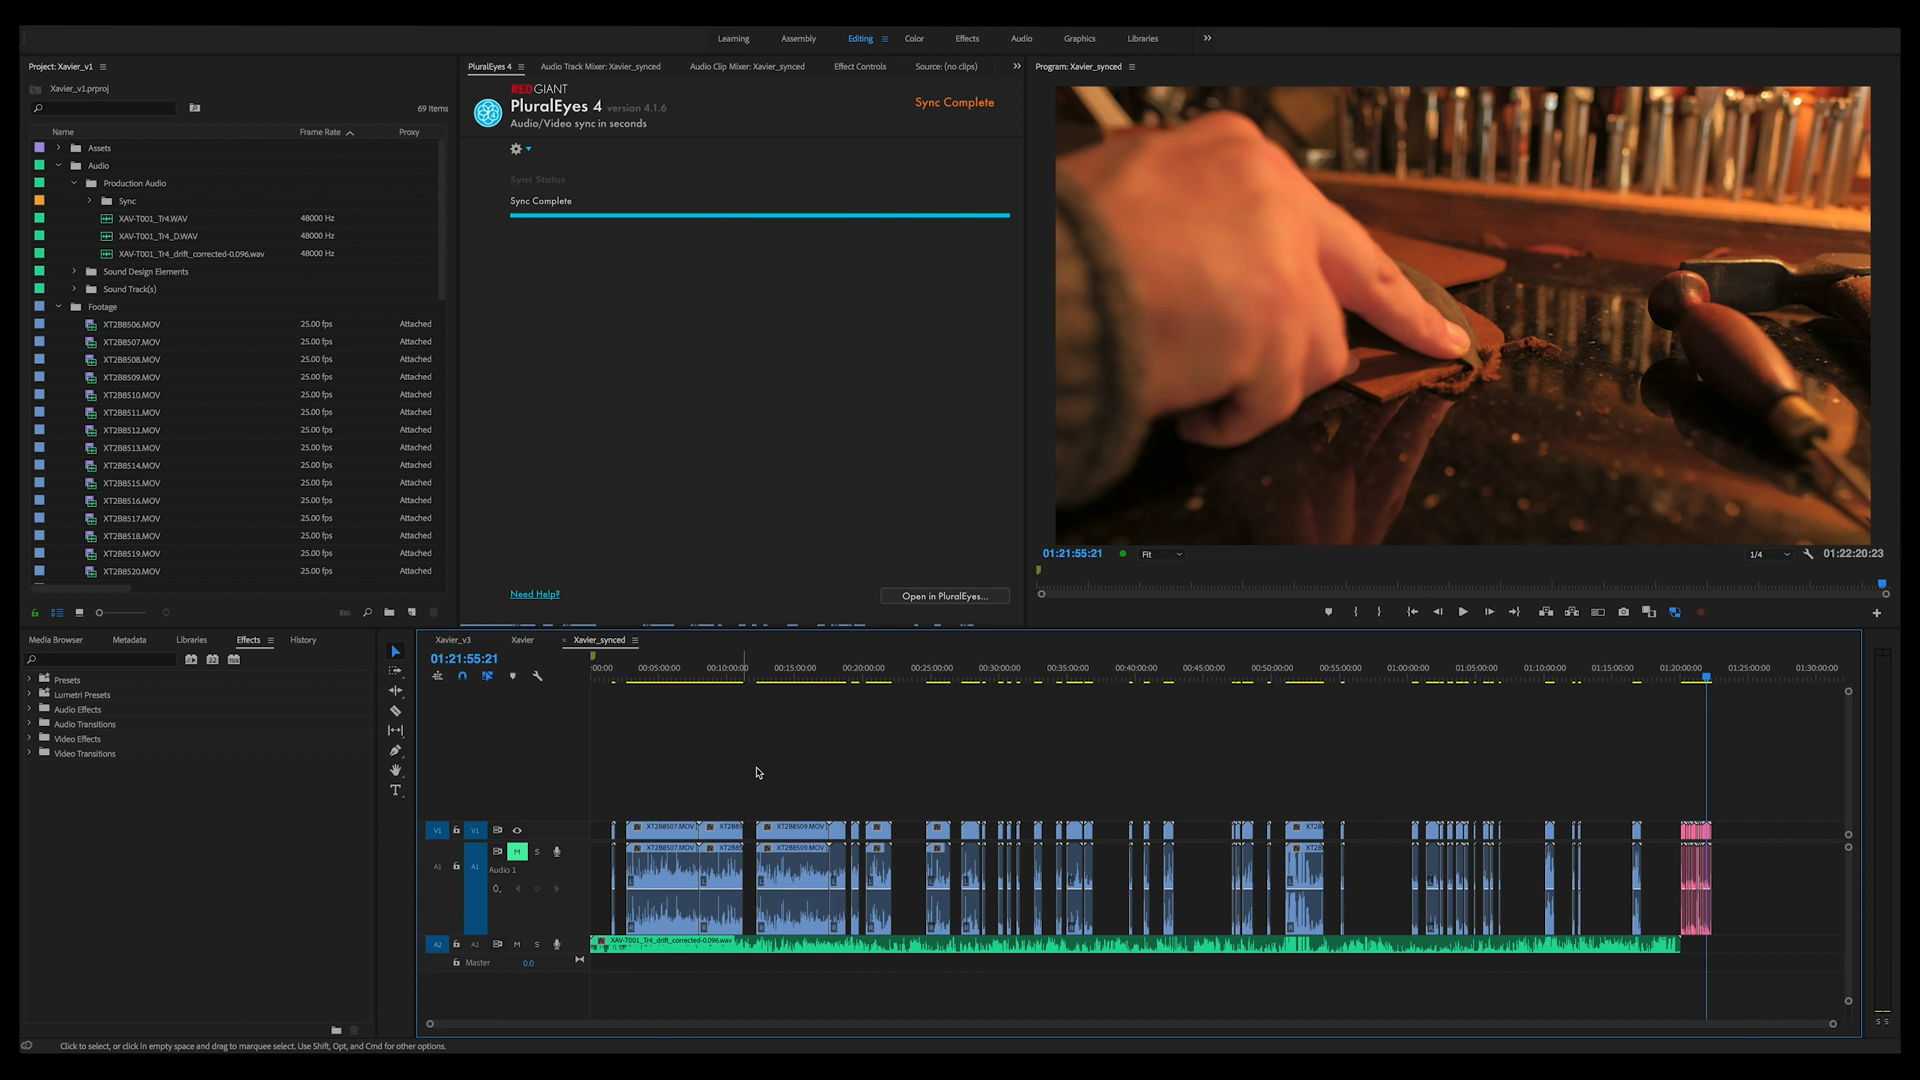 Learning Assembly Editing Color Effects Audio Graphics Libraries
Project: Xavier_v1
Xavier_v1.prproj
69 Items
Name Frame Rate Proxy
Assets
Audio
Production Audio
Sync
XAV-T001_Tr4.WAV 48000 Hz
XAV-T001_Tr4_D.WAV 48000 Hz
XAV-T001_Tr4_drift_corrected-0.096.wav 48000 Hz
Sound Design Elements
Sound Track(s)
Footage
XT2B8506.MOV 25.00 fps Attached
XT2B8507.MOV 25.00 fps Attached
XT2B8508.MOV 25.00 fps Attached
XT2B8509.MOV 25.00 fps Attached
XT2B8510.MOV 25.00 fps Attached
XT2B8511.MOV 25.00 fps Attached
XT2B8512.MOV 25.00 fps Attached
XT2B8513.MOV 25.00 fps Attached
XT2B8514.MOV 25.00 fps Attached
XT2B8515.MOV 25.00 fps Attached
XT2B8516.MOV 25.00 fps Attached
XT2B8517.MOV 25.00 fps Attached
XT2B8518.MOV 25.00 fps Attached
XT2B8519.MOV 25.00 fps Attached
XT2B8520.MOV 25.00 fps Attached
PluralEyes 4 Audio Track Mixer: Xavier_synced Audio Clip Mixer: Xavier_synced Effect Controls Source: (no clips)
REDGIANT
PluralEyes 4 version 4.1.6
Audio/Video sync in seconds
Sync Complete
Sync Status
Sync Complete
Need Help?
Open in PluralEyes...
Program: Xavier_synced
01:21:55:21 Fit 1/4 01:22:20:23
Media Browser Metadata Libraries Effects History
Presets
Lumetri Presets
Audio Effects
Audio Transitions
Video Effects
Video Transitions
Xavier_v3 Xavier × Xavier_synced
01:21:55:21
:00:00 00:05:00:00 00:10:00:00 00:15:00:00 00:20:00:00 00:25:00:00 00:30:00:00 00:35:00:00 00:40:00:00 00:45:00:00 00:50:00:00 00:55:00:00 01:00:00:00 01:05:00:00 01:10:00:00 01:15:00:00 01:20:00:00 01:25:00:00 01:30:00:00
V1 V1 XT2B8507.MOV XT2B85 XT2B8509.MOV XT2B
A1 A1 M S XT2B8507.MOV XT2B85 XT2B8509.MOV XT2B
Audio 1
A2 A2 M S XAV-T001_Tr4_drift_corrected-0.096.wav
Master 0.0
S S
Click to select, or click in empty space and drag to marquee select. Use Shift, Opt, and Cmd for other options.